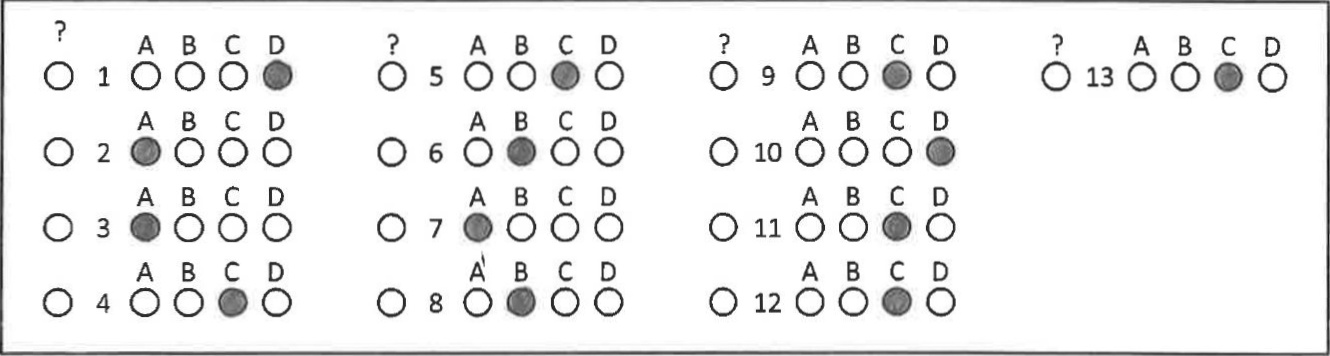 ? A B C D ? A B C D ? A B C D ? A B C D
1 5 9 13
A B C D A B C D A B C D
2 6 10
A B C D A B C D A B C D
3 7 11
A B C D A B C D A B C D
4 8 12